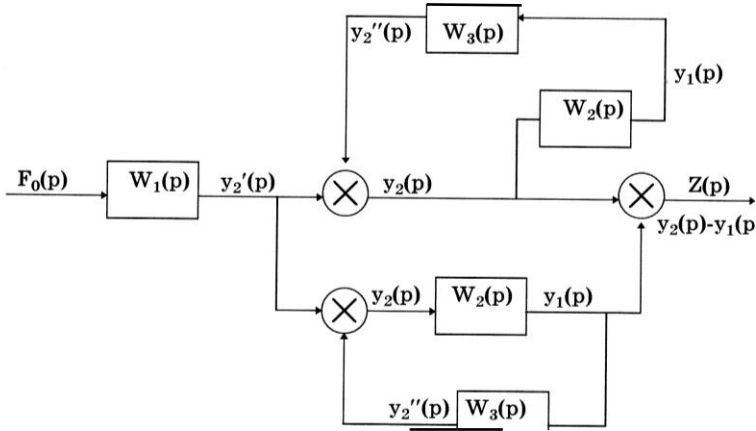 y₂''(p)
W₃(p)
y₁(p)
W₂(p)
F₀(p)
W₁(p)
y₂'(p)
y₂(p)
Z(p)
y₂(p)-y₁(p
y₂(p)
W₂(p)
y₁(p)
y₂''(p)
W₃(p)